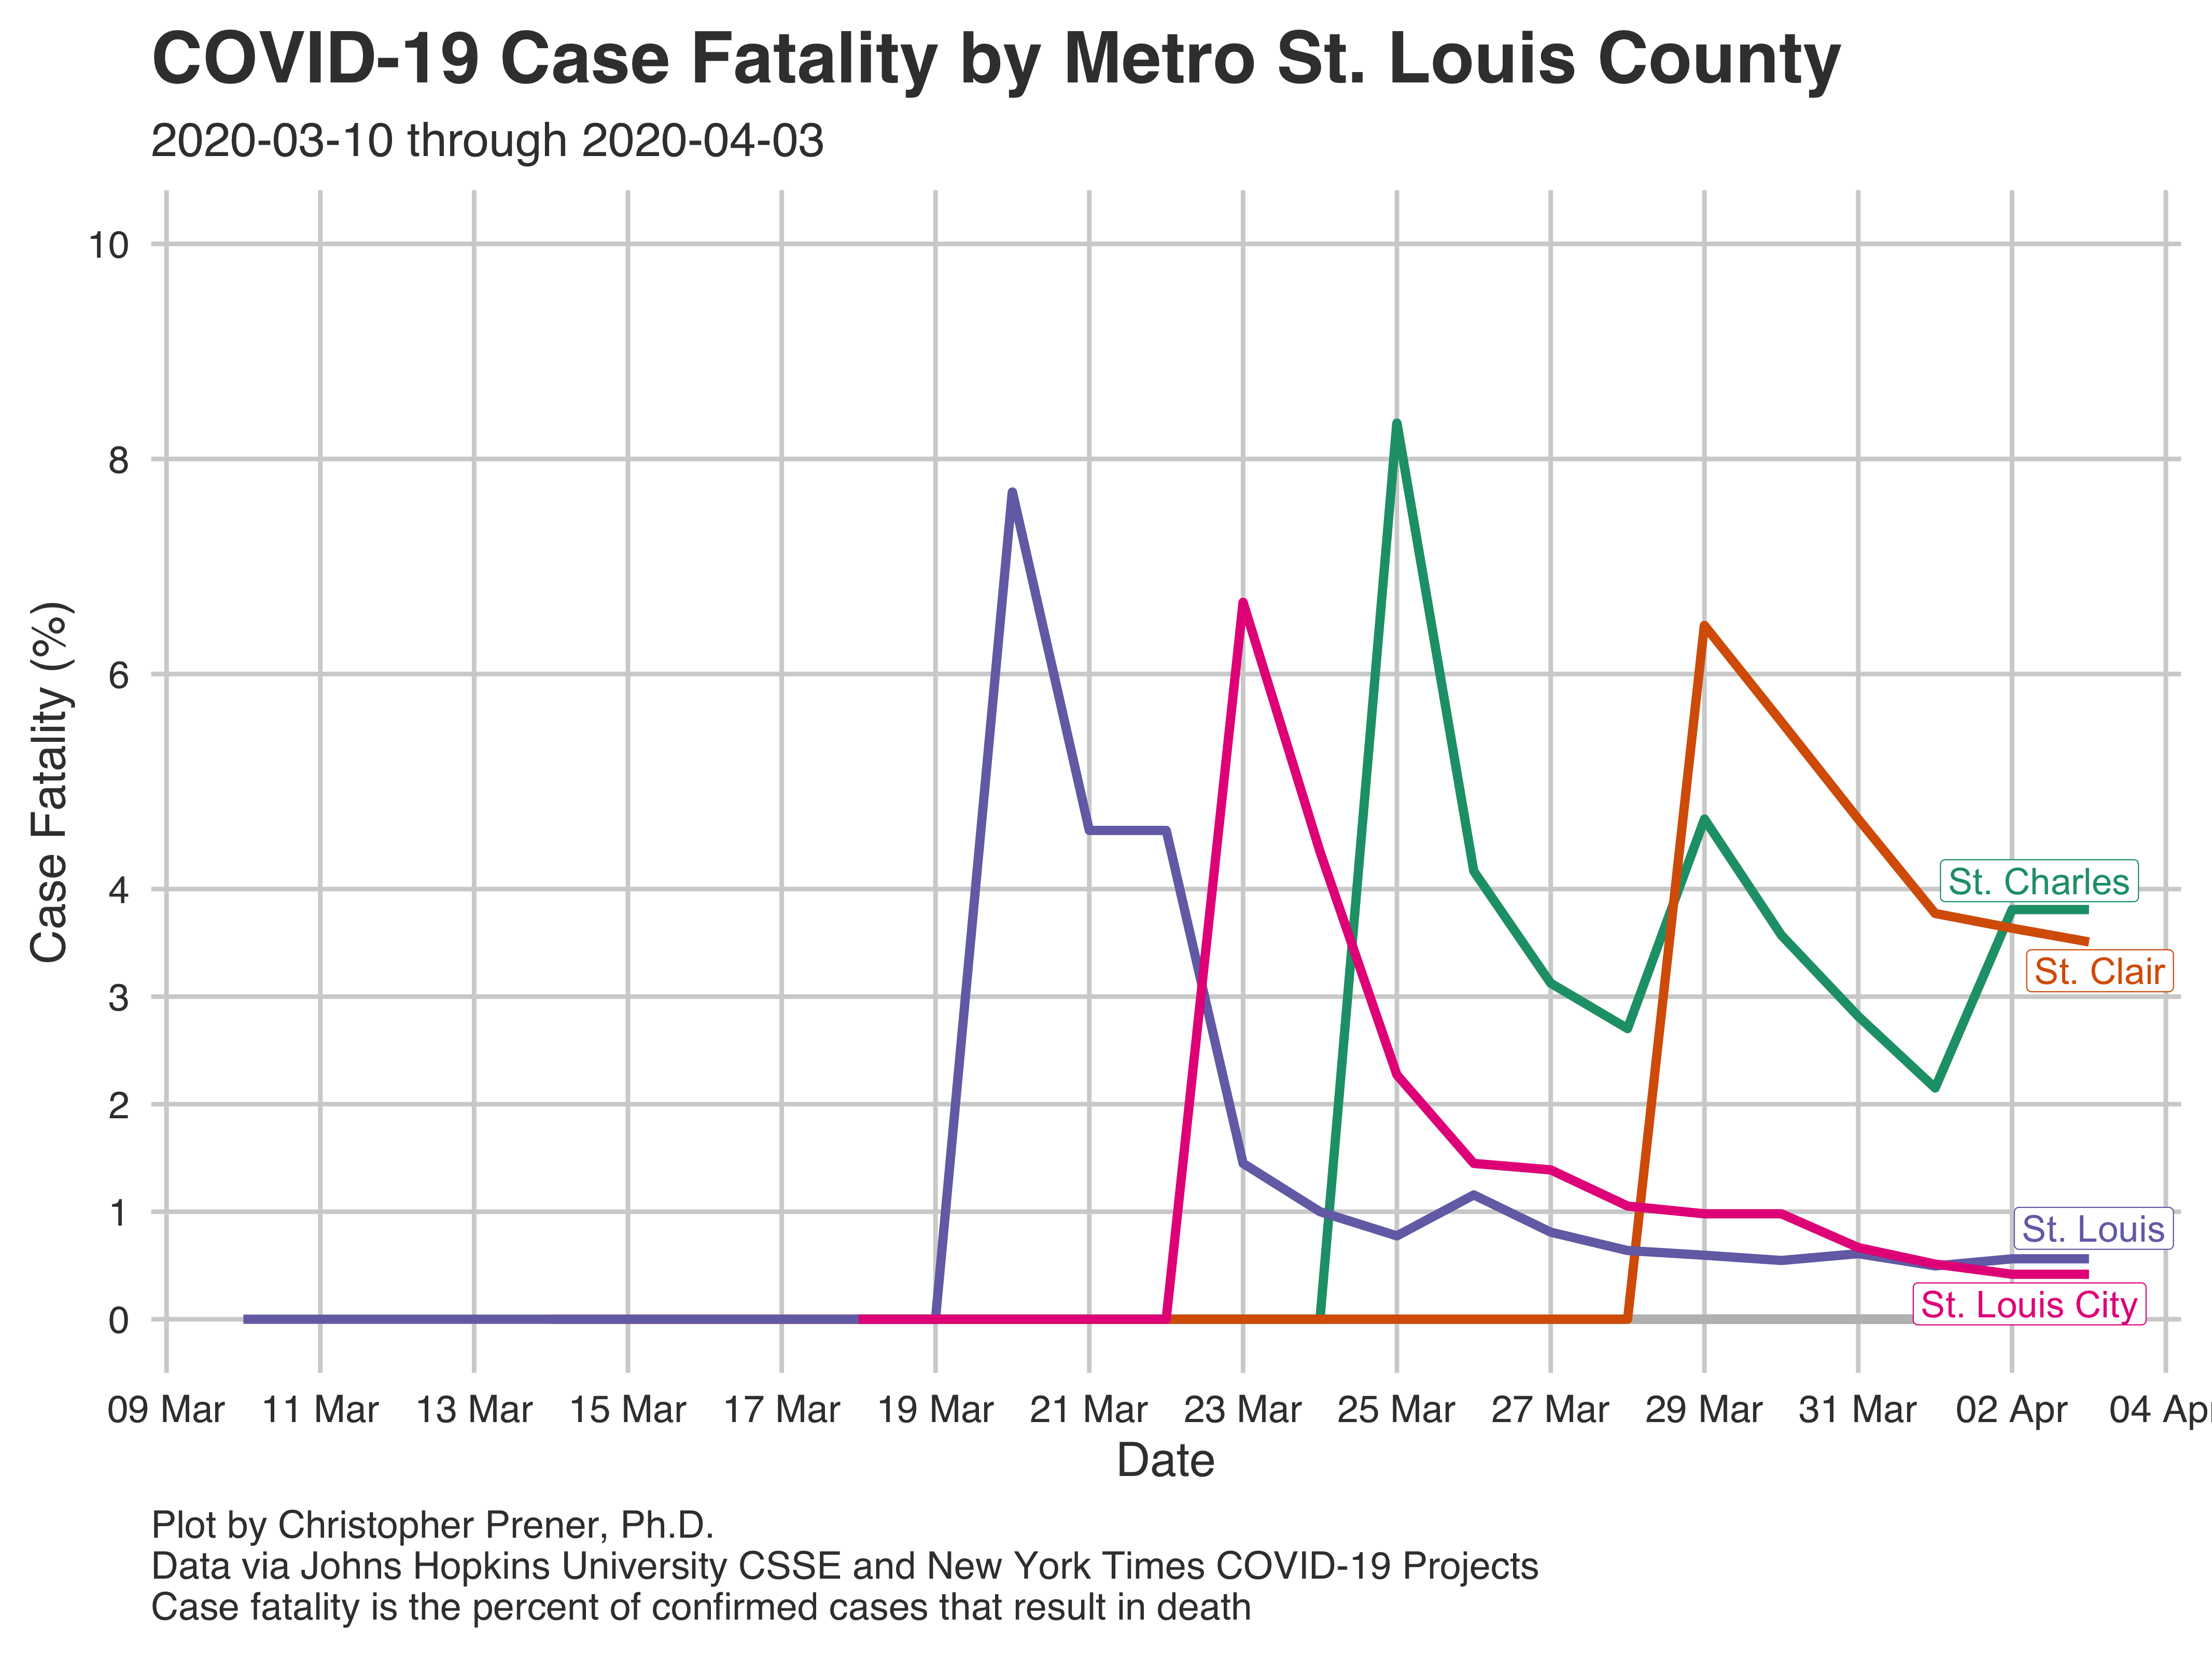 COVID-19 Case Fatality by Metro St. Louis County
2020-03-10 through 2020-04-03
Case Fatality (%)
10
8
6
4
3
2
1
0
St. Charles
St. Clair
St. Louis
St. Louis City
09 Mar 11 Mar 13 Mar 15 Mar 17 Mar 19 Mar 21 Mar 23 Mar 25 Mar 27 Mar 29 Mar 31 Mar 02 Apr 04 Apr
Date
Plot by Christopher Prener, Ph.D.
Data via Johns Hopkins University CSSE and New York Times COVID-19 Projects
Case fatality is the percent of confirmed cases that result in death